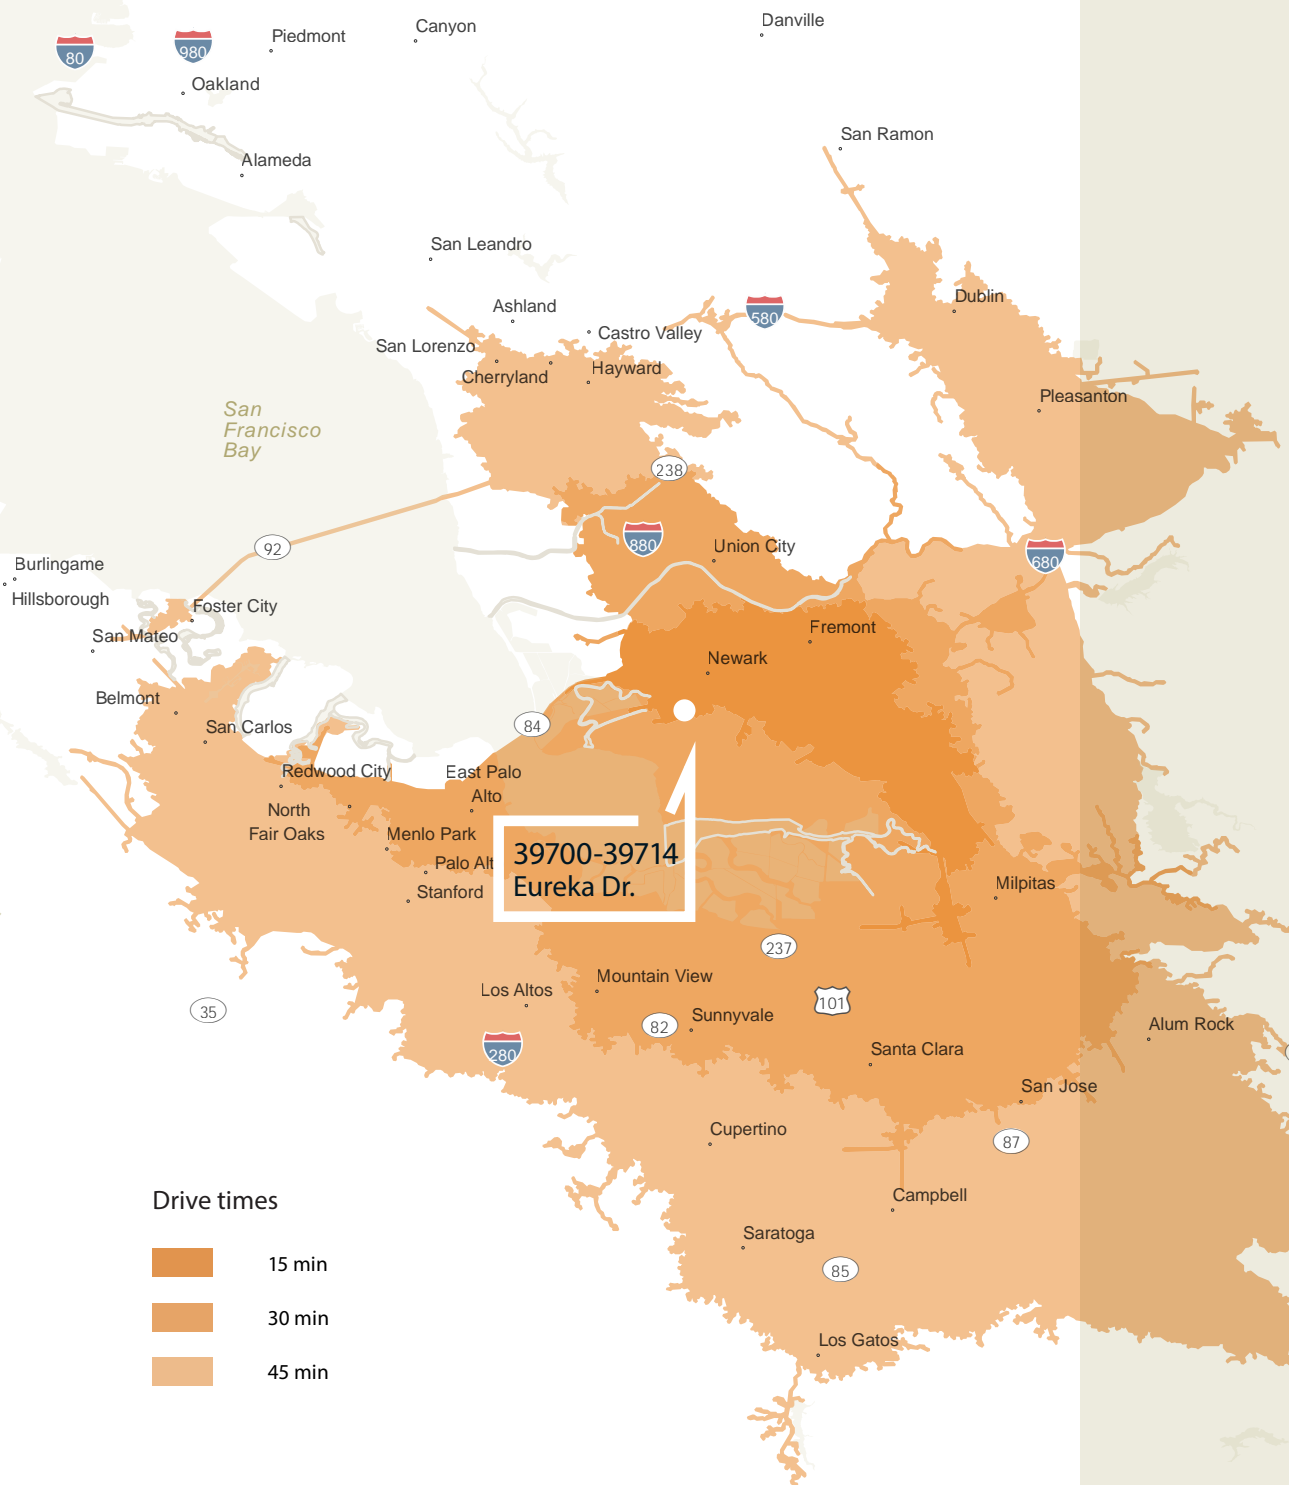 Danville
Canyon
Piedmont
80
980
Oakland
San Ramon
Alameda
San Leandro
Dublin
Ashland
580
Castro Valley
San Lorenzo
Hayward
Cherryland
Pleasanton
San
Francisco
Bay
238
880
Union City
92
680
Burlingame
Hillsborough
Foster City
San Mateo
Fremont
Newark
Belmont
San Carlos
84
Redwood City
East Palo
Alto
North
Fair Oaks
Menlo Park
Palo Alt
Stanford
39700-39714
Eureka Dr.
Milpitas
237
Mountain View
Los Altos
101
35
82
Sunnyvale
Alum Rock
280
Santa Clara
San Jose
Cupertino
87
Campbell
Drive times
Saratoga
15 min
85
30 min
Los Gatos
45 min